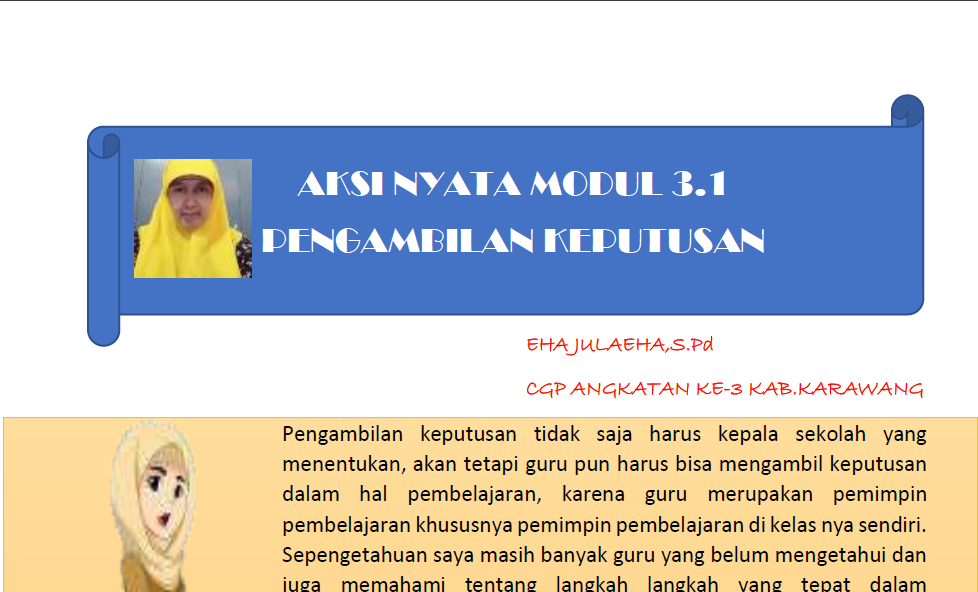 AKSI NYATA MODUL 3.1
PENGAMBILAN KEPUTUSAN
EHA JULAEHA,S.Pd
CGP ANGKATAN KE-3 KAB.KARAWANG
Pengambilan keputusan tidak saja harus kepala sekolah yang
menentukan, akan tetapi guru pun harus bisa mengambil keputusan
dalam hal pembelajaran, karena guru merupakan pemimpin
pembelajaran khususnya pemimpin pembelajaran di kelas nya sendiri.
Sepengetahuan saya masih banyak guru yang belum mengetahui dan
juga memahami tentang langkah langkah yang tepat dalam